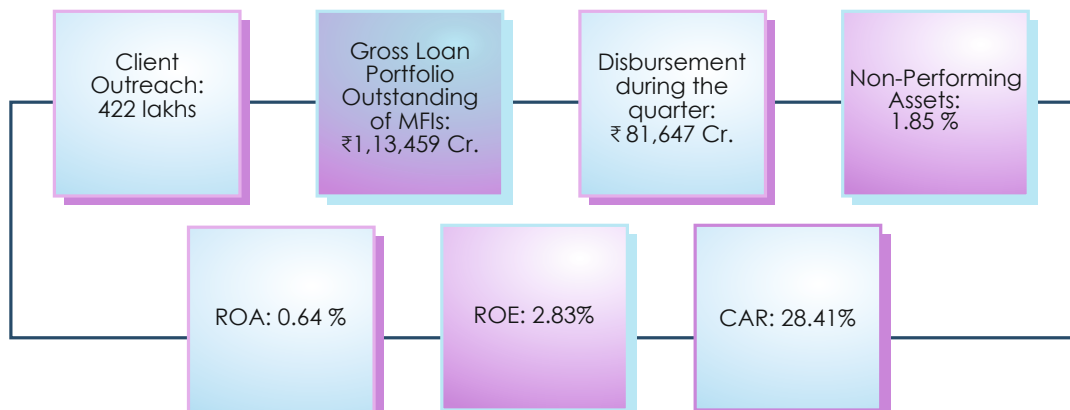 Client
Outreach:
422 lakhs
Gross Loan
Portfolio
Outstanding
of MFIs:
₹1,13,459 Cr.
Disbursement
during the
quarter:
₹ 81,647 Cr.
Non-Performing
Assets:
1.85 %
ROA: 0.64 %
ROE: 2.83%
CAR: 28.41%